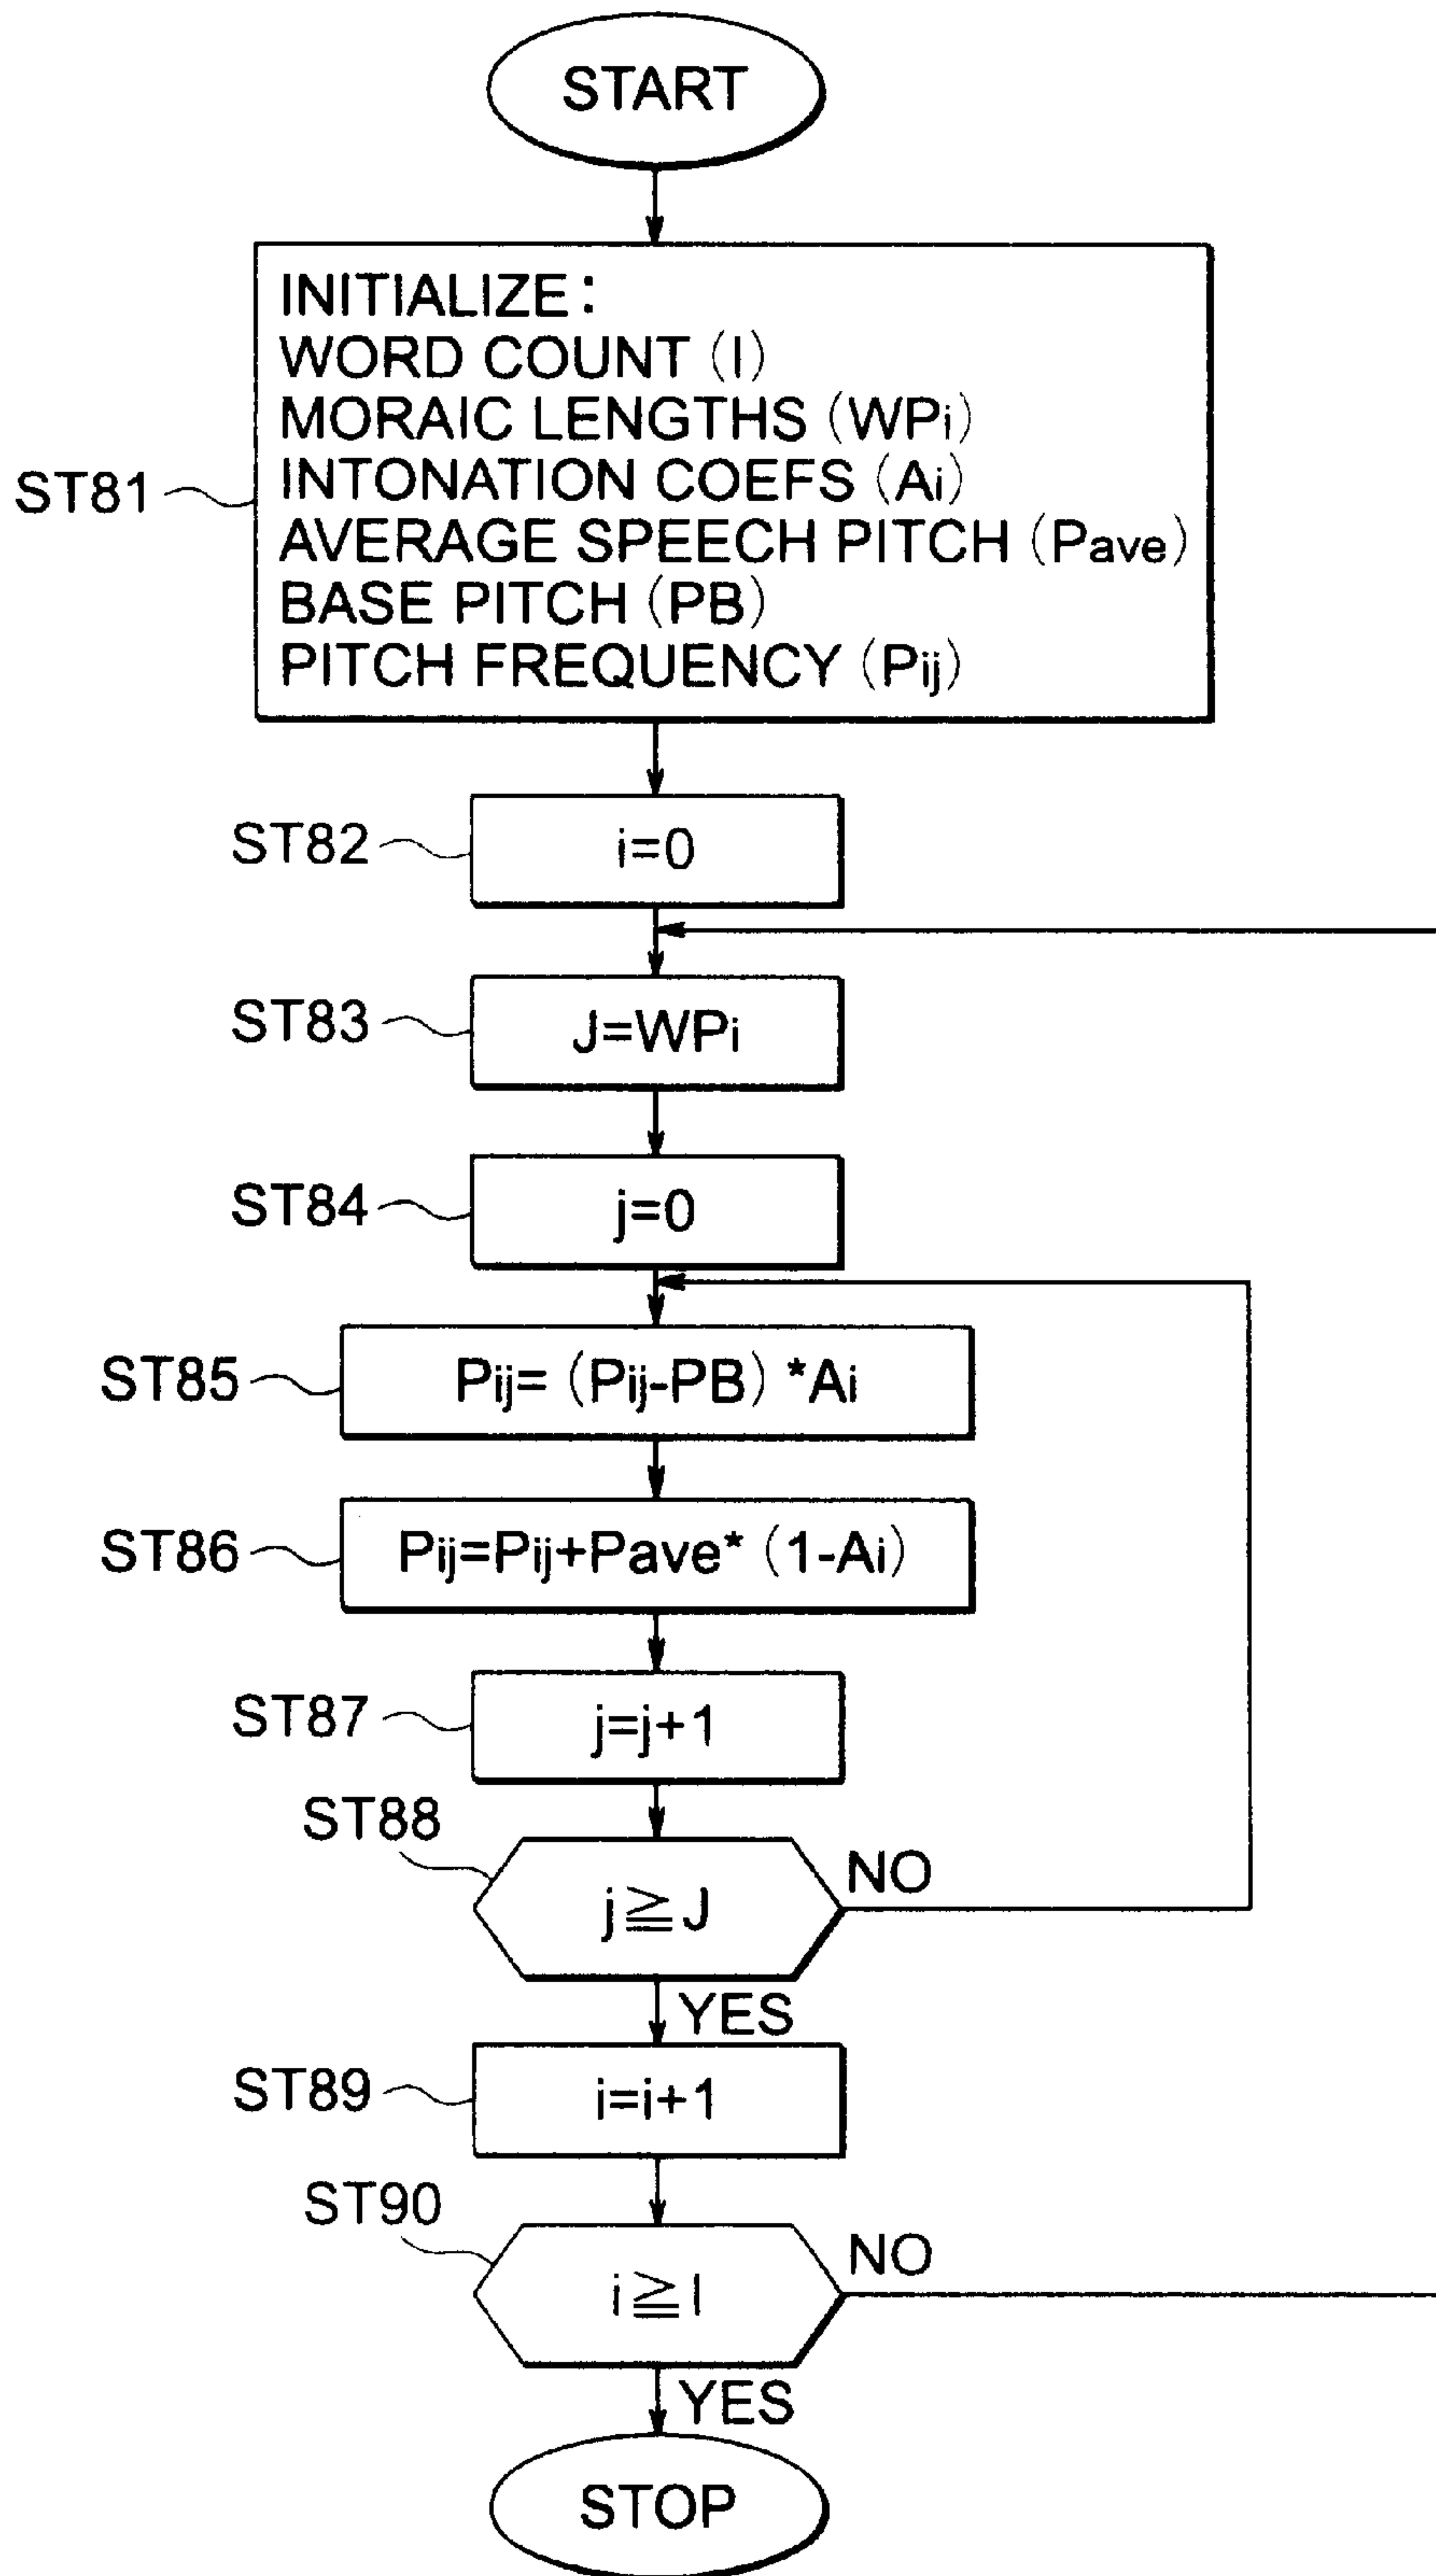 START
INITIALIZE:
WORD COUNT (I)
MORAIC LENGTHS (WPi)
INTONATION COEFS (Ai)
ST81
AVERAGE SPEECH PITCH (Pave)
BASE PITCH (PB)
PITCH FREQUENCY (Pij)
ST82
i=0
ST83
J=WPi
ST84
j=0
ST85
Pij= (Pij-PB) *Ai
ST86
Pij=Pij+Pave* (1-Ai)
ST87
j=j+1
ST88
NO
j≧J
YES
ST89
i=i+1
ST90
NO
i≧I
YES
STOP